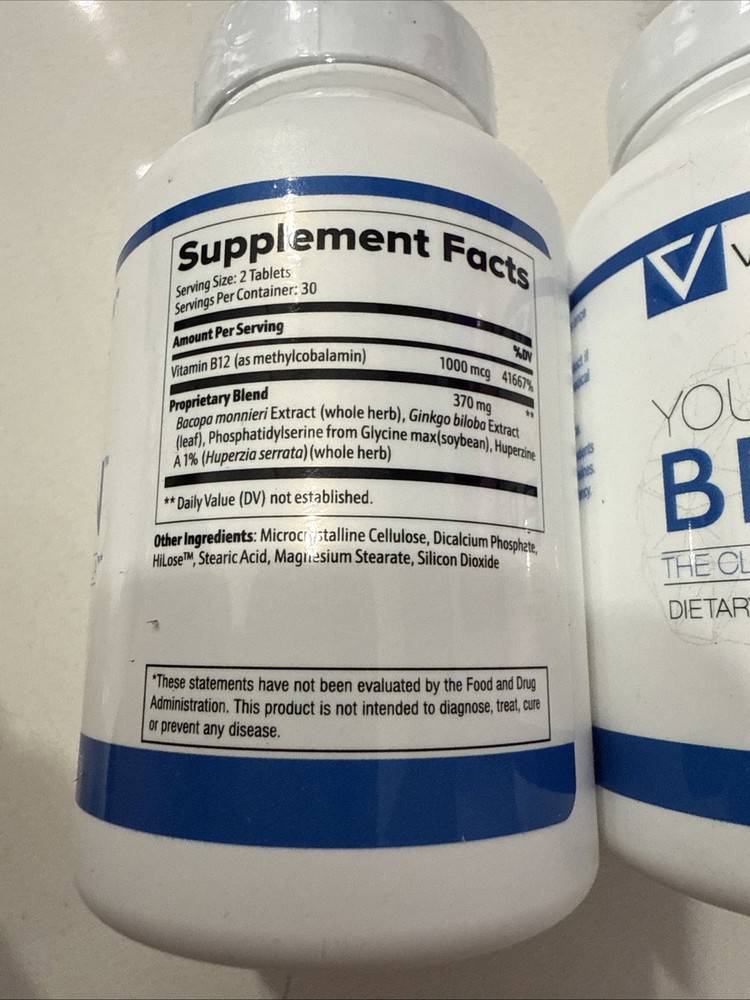 Supplement Facts
Serving Size: 2 Tablets
Servings Per Container: 30
Amount Per Serving
%DV
Vitamin B12 (as methylcobalamin) 1000 mcg 41667%
Proprietary Blend 370 mg **
Bacopa monnieri Extract (whole herb), Ginkgo biloba Extract
(leaf), Phosphatidylserine from Glycine max(soybean), Huperzine
A 1% (Huperzia serrata) (whole herb)
** Daily Value (DV) not established.
Other Ingredients: Microcrystalline Cellulose, Dicalcium Phosphate,
HiLose™, Stearic Acid, Magnesium Stearate, Silicon Dioxide
*These statements have not been evaluated by the Food and Drug
Administration. This product is not intended to diagnose, treat, cure
or prevent any disease.
YOU
THE
DIETAR